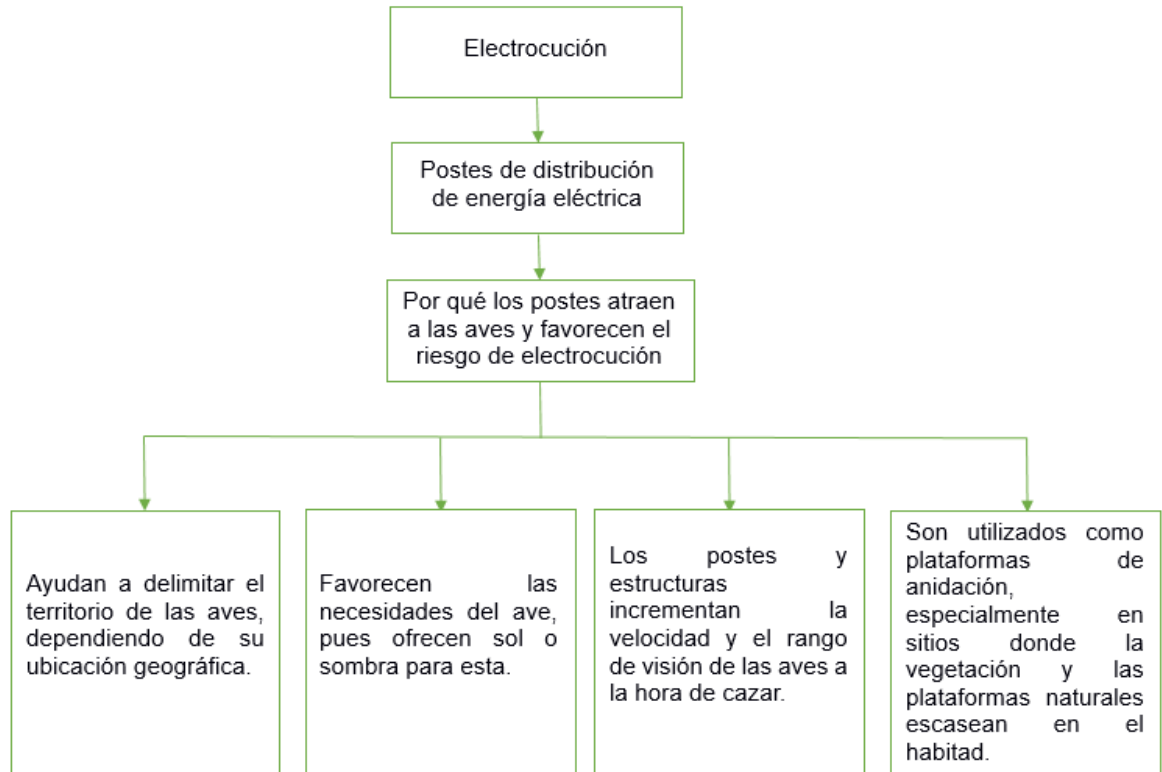 Electrocución
Postes de distribución
de energía eléctrica
Por qué los postes atraen
a las aves y favorecen el
riesgo de electrocución
Ayudan a delimitar el
territorio de las aves,
dependiendo de su
ubicación geográfica.
Favorecen las
necesidades del ave,
pues ofrecen sol o
sombra para esta.
Los postes y
estructuras
incrementan la
velocidad y el rango
de visión de las aves a
la hora de cazar.
Son utilizados como
plataformas de
anidación,
especialmente en
sitios donde la
vegetación y las
plataformas naturales
escasean en el
habitad.